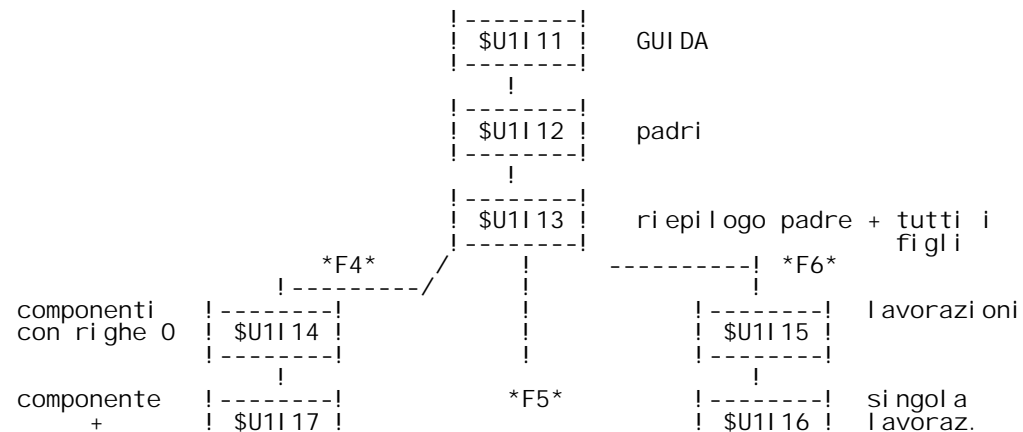 !--------!
! $U1I11 ! GUIDA
!--------!
!
!--------!
! $U1I12 ! padri
!--------!
!
!--------!
! $U1I13 ! riepilogo padre + tutti i
!--------! figli
*F4* / ! ----------! *F6*
!---------/ ! !
componenti !--------! ! !--------! lavorazioni
con righe 0 ! $U1I14 ! ! ! $U1I15 !
!--------! ! !--------!
! !
componente !--------! *F5* !--------! singola
+ ! $U1I17 ! ! $U1I16 ! lavoraz.